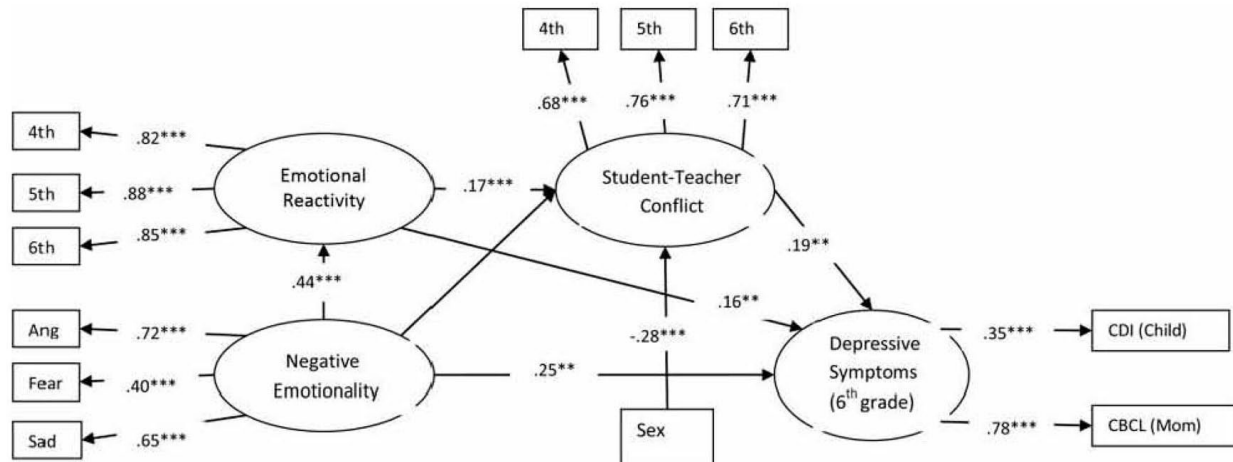 4th
5th
6th
.68***
.76***
.71***
4th
.82***
5th
.88***
6th
.85***
Emotional
Reactivity
.17***
Student-Teacher
Conflict
.19**
.44***
.16**
-.28***
Ang
.72***
Fear
.40***
Sad
.65***
Negative
Emotionality
.25**
Sex
Depressive
Symptoms
(6th grade)
.35***
CDI (Child)
.78***
CBCL (Mom)